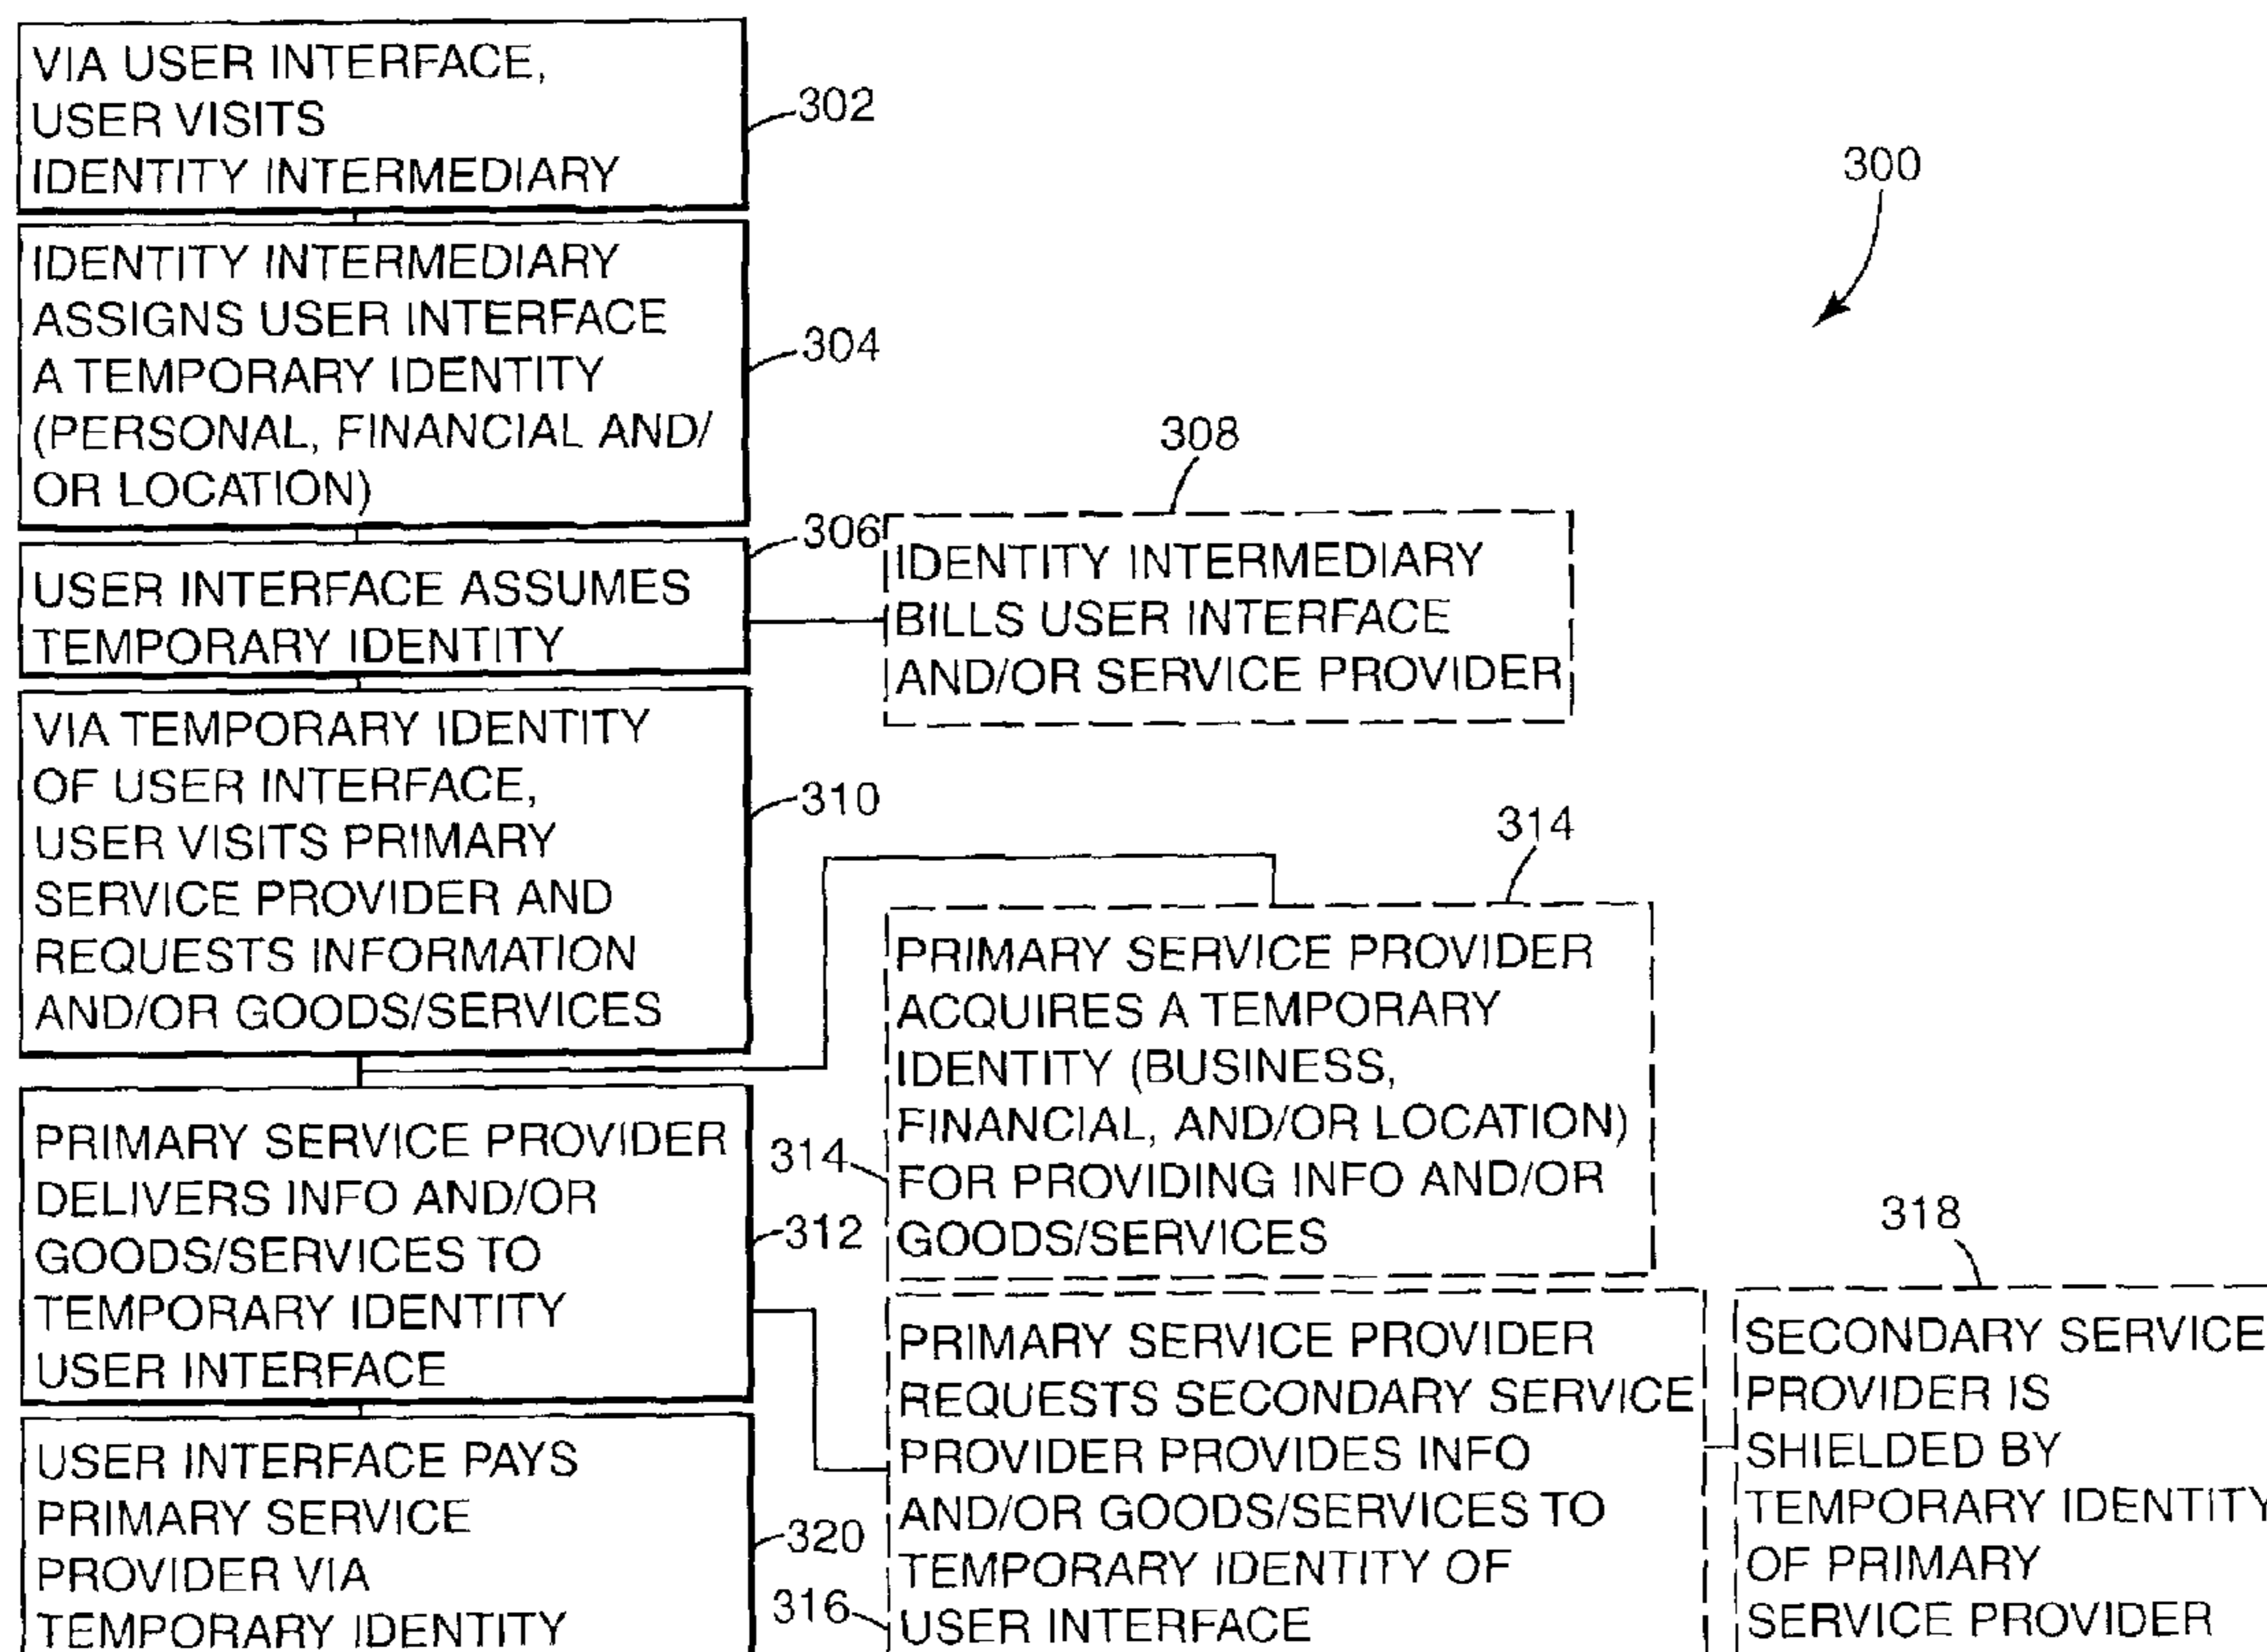 VIA USER INTERFACE,
USER VISITS
IDENTITY INTERMEDIARY
302
300
IDENTITY INTERMEDIARY
ASSIGNS USER INTERFACE
A TEMPORARY IDENTITY
(PERSONAL, FINANCIAL AND/
OR LOCATION)
304
308
306
USER INTERFACE ASSUMES
TEMPORARY IDENTITY
IDENTITY INTERMEDIARY
BILLS USER INTERFACE
AND/OR SERVICE PROVIDER
VIA TEMPORARY IDENTITY
OF USER INTERFACE,
USER VISITS PRIMARY
SERVICE PROVIDER AND
REQUESTS INFORMATION
AND/OR GOODS/SERVICES
310
314
PRIMARY SERVICE PROVIDER
ACQUIRES A TEMPORARY
IDENTITY (BUSINESS,
FINANCIAL, AND/OR LOCATION)
FOR PROVIDING INFO AND/OR
GOODS/SERVICES
314
PRIMARY SERVICE PROVIDER
DELIVERS INFO AND/OR
GOODS/SERVICES TO
TEMPORARY IDENTITY
USER INTERFACE
312
318
PRIMARY SERVICE PROVIDER
REQUESTS SECONDARY SERVICE
PROVIDER PROVIDES INFO
AND/OR GOODS/SERVICES TO
TEMPORARY IDENTITY OF
USER INTERFACE
316
SECONDARY SERVICE
PROVIDER IS
SHIELDED BY
TEMPORARY IDENTITY
OF PRIMARY
SERVICE PROVIDER
USER INTERFACE PAYS
PRIMARY SERVICE
PROVIDER VIA
TEMPORARY IDENTITY
320